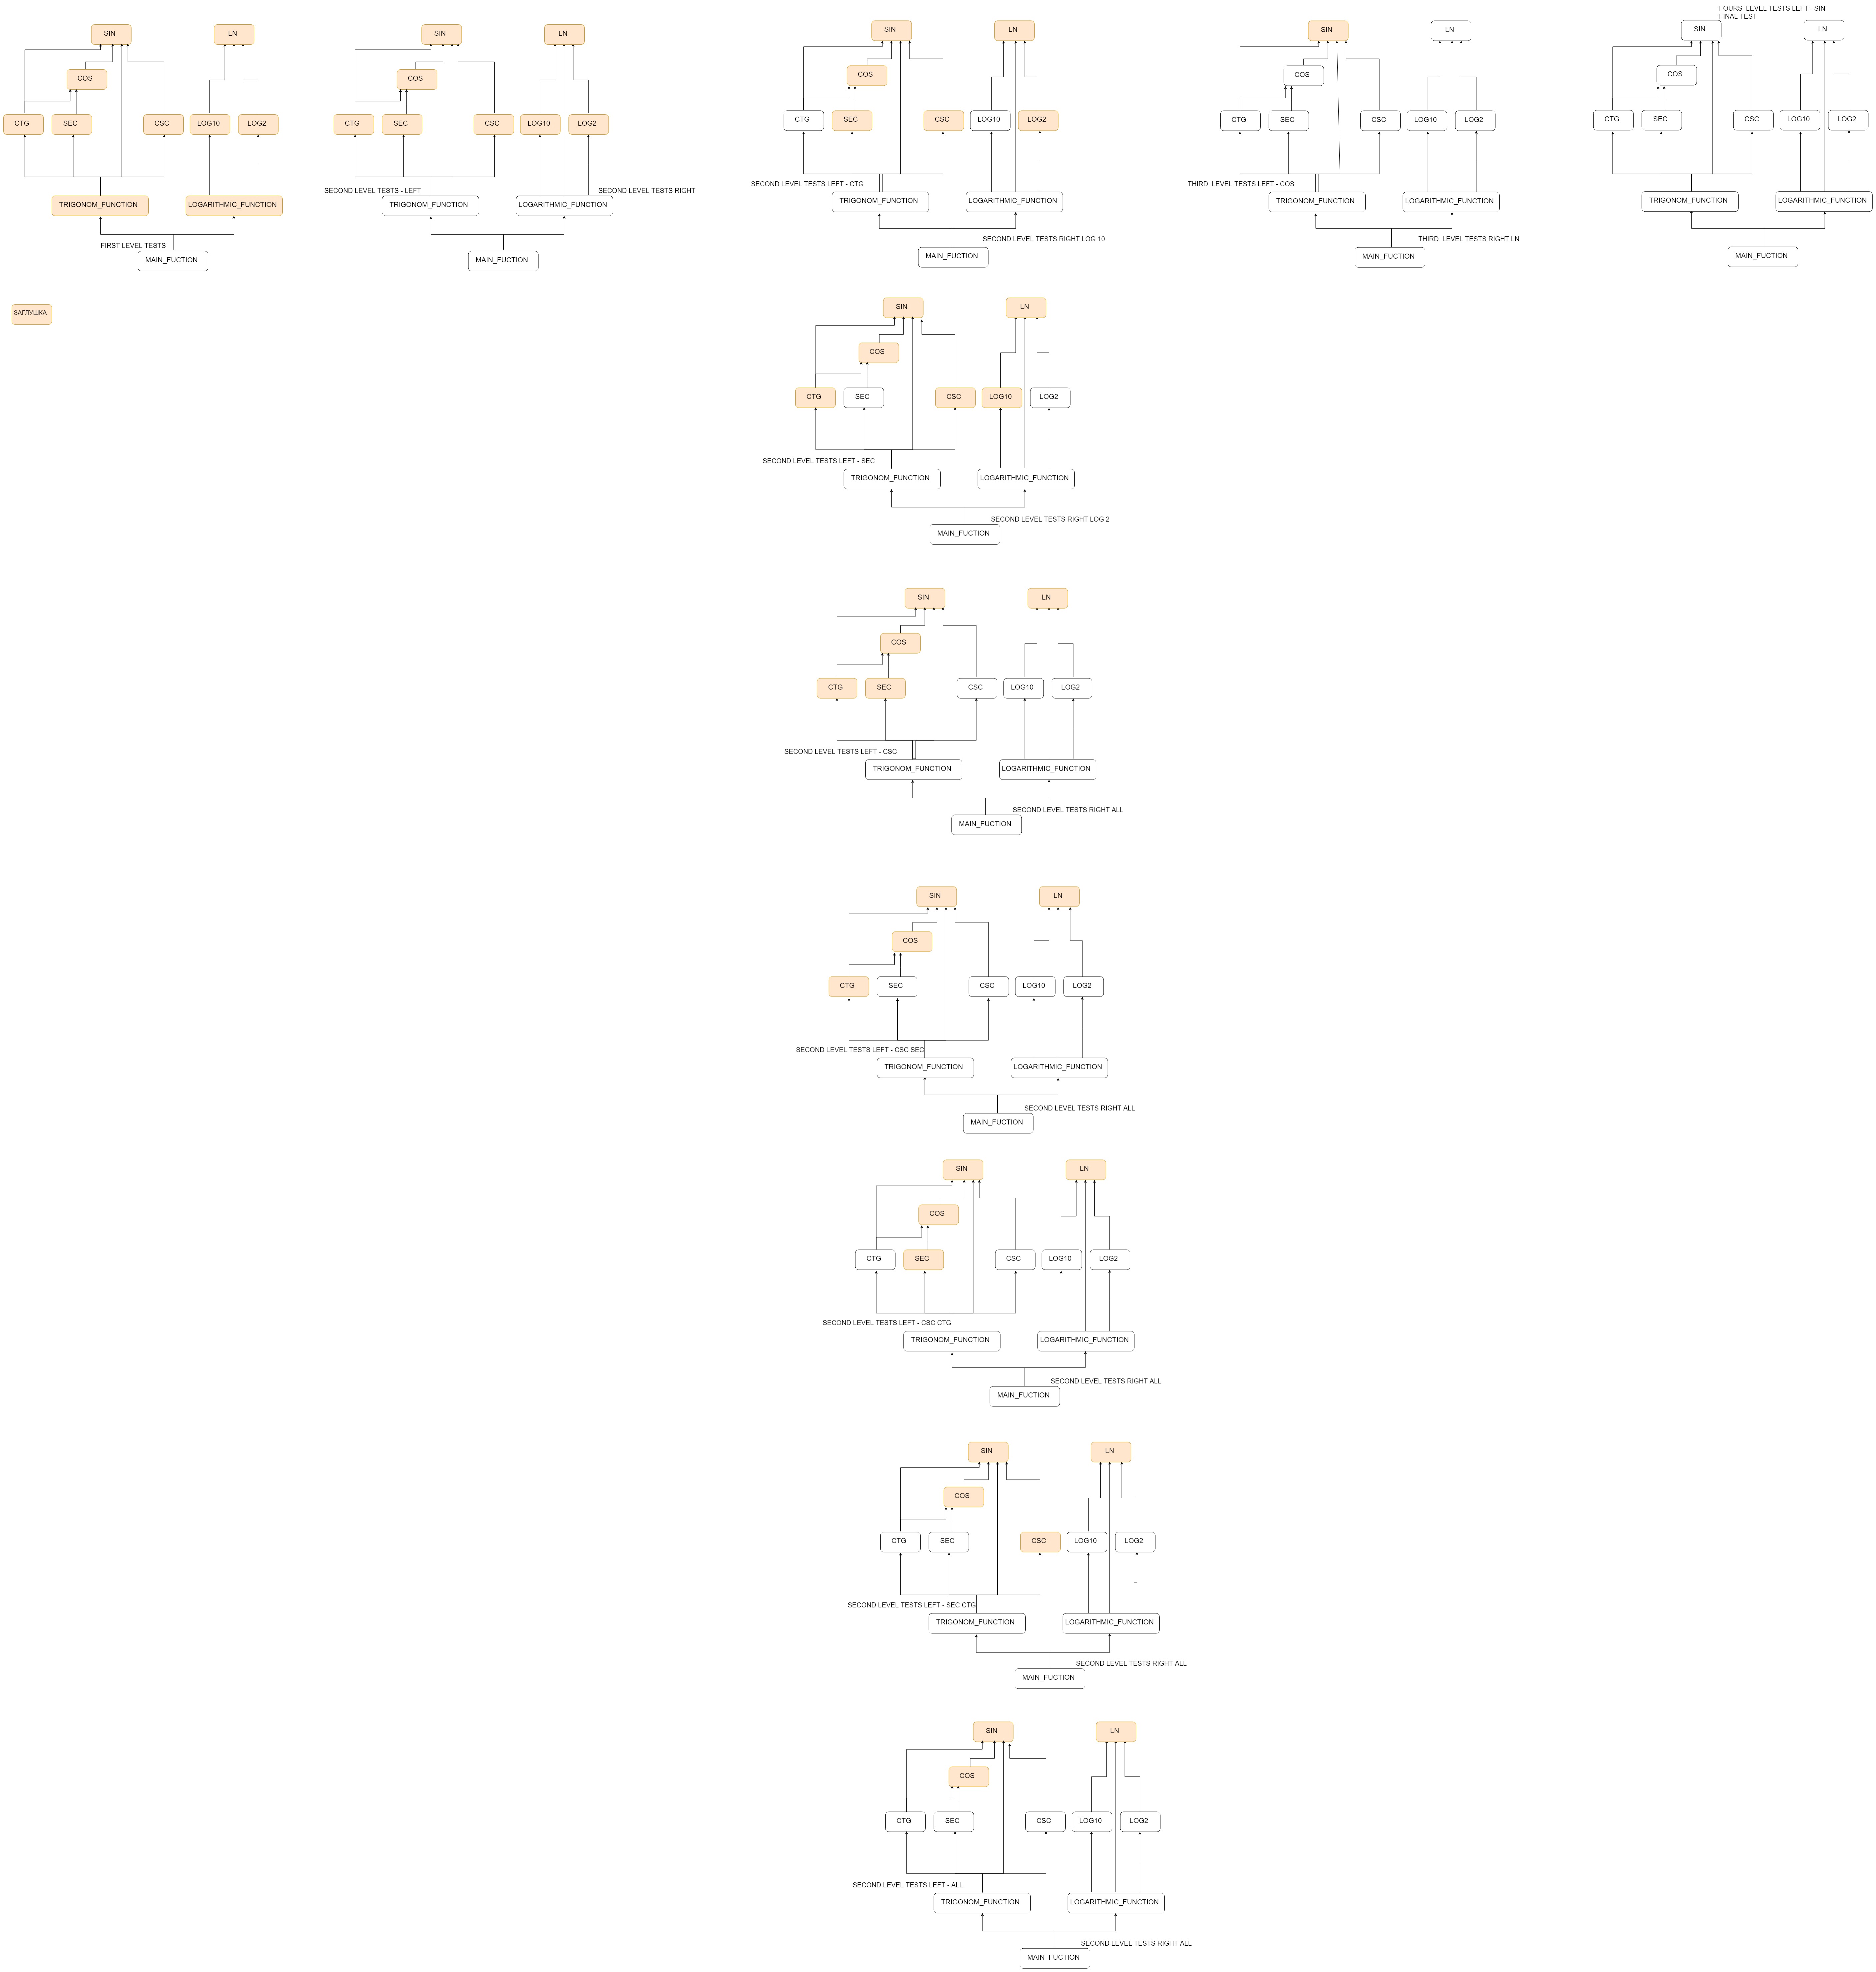 SIN
LN
COS
CTG
SEC
CSC
LOG10
LOG2
TRIGONOM_FUNCTION
LOGARITHMIC_FUNCTION
FIRST LEVEL TESTS
MAIN_FUCTION
ЗАГЛУШКА
SIN
LN
COS
CTG
SEC
CSC
LOG10
LOG2
SECOND LEVEL TESTS - LEFT
SECOND LEVEL TESTS RIGHT
TRIGONOM_FUNCTION
LOGARITHMIC_FUNCTION
MAIN_FUCTION
SIN
LN
COS
CTG
SEC
CSC
LOG10
LOG2
SECOND LEVEL TESTS LEFT - CTG
TRIGONOM_FUNCTION
LOGARITHMIC_FUNCTION
SECOND LEVEL TESTS RIGHT LOG 10
MAIN_FUCTION
SIN
LN
COS
CTG
SEC
CSC
LOG10
LOG2
THIRD LEVEL TESTS LEFT - COS
TRIGONOM_FUNCTION
LOGARITHMIC_FUNCTION
THIRD LEVEL TESTS RIGHT LN
MAIN_FUCTION
FOURS LEVEL TESTS LEFT - SIN
FINAL TEST
SIN
LN
COS
CTG
SEC
CSC
LOG10
LOG2
TRIGONOM_FUNCTION
LOGARITHMIC_FUNCTION
MAIN_FUCTION
SIN
LN
COS
CTG
SEC
CSC
LOG10
LOG2
SECOND LEVEL TESTS LEFT - SEC
TRIGONOM_FUNCTION
LOGARITHMIC_FUNCTION
SECOND LEVEL TESTS RIGHT LOG 2
MAIN_FUCTION
SIN
LN
COS
CTG
SEC
CSC
LOG10
LOG2
SECOND LEVEL TESTS LEFT - CSC
TRIGONOM_FUNCTION
LOGARITHMIC_FUNCTION
SECOND LEVEL TESTS RIGHT ALL
MAIN_FUCTION
SIN
LN
COS
CTG
SEC
CSC
LOG10
LOG2
SECOND LEVEL TESTS LEFT - CSC SEC
TRIGONOM_FUNCTION
LOGARITHMIC_FUNCTION
SECOND LEVEL TESTS RIGHT ALL
MAIN_FUCTION
SIN
LN
COS
CTG
SEC
CSC
LOG10
LOG2
SECOND LEVEL TESTS LEFT - CSC CTG
TRIGONOM_FUNCTION
LOGARITHMIC_FUNCTION
SECOND LEVEL TESTS RIGHT ALL
MAIN_FUCTION
SIN
LN
COS
CTG
SEC
CSC
LOG10
LOG2
SECOND LEVEL TESTS LEFT - SEC CTG
TRIGONOM_FUNCTION
LOGARITHMIC_FUNCTION
SECOND LEVEL TESTS RIGHT ALL
MAIN_FUCTION
SIN
LN
COS
CTG
SEC
CSC
LOG10
LOG2
SECOND LEVEL TESTS LEFT - ALL
TRIGONOM_FUNCTION
LOGARITHMIC_FUNCTION
SECOND LEVEL TESTS RIGHT ALL
MAIN_FUCTION